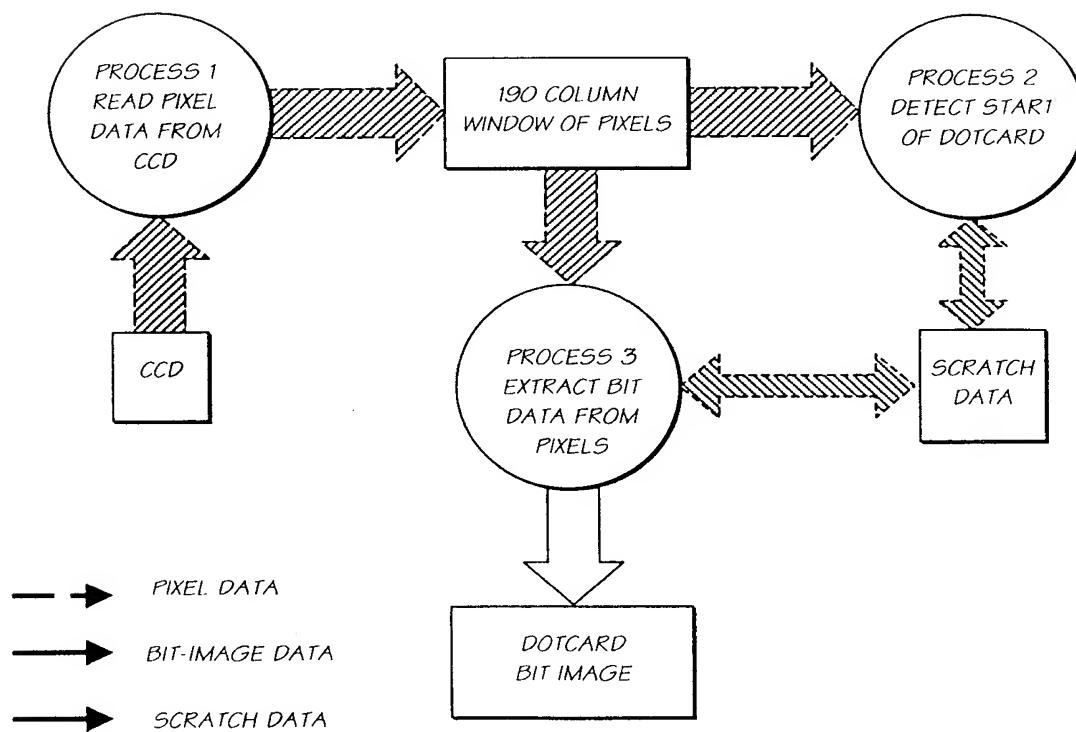 PROCESS 1
READ PIXEL
DATA FROM
CCD
190 COLUMN
WINDOW OF PIXELS
PROCESS 2
DETECT START
OF DOTCARD
CCD
PROCESS 3
EXTRACT BIT
DATA FROM
PIXELS
SCRATCH
DATA
PIXEL DATA
BIT-IMAGE DATA
SCRATCH DATA
DOTCARD
BIT IMAGE